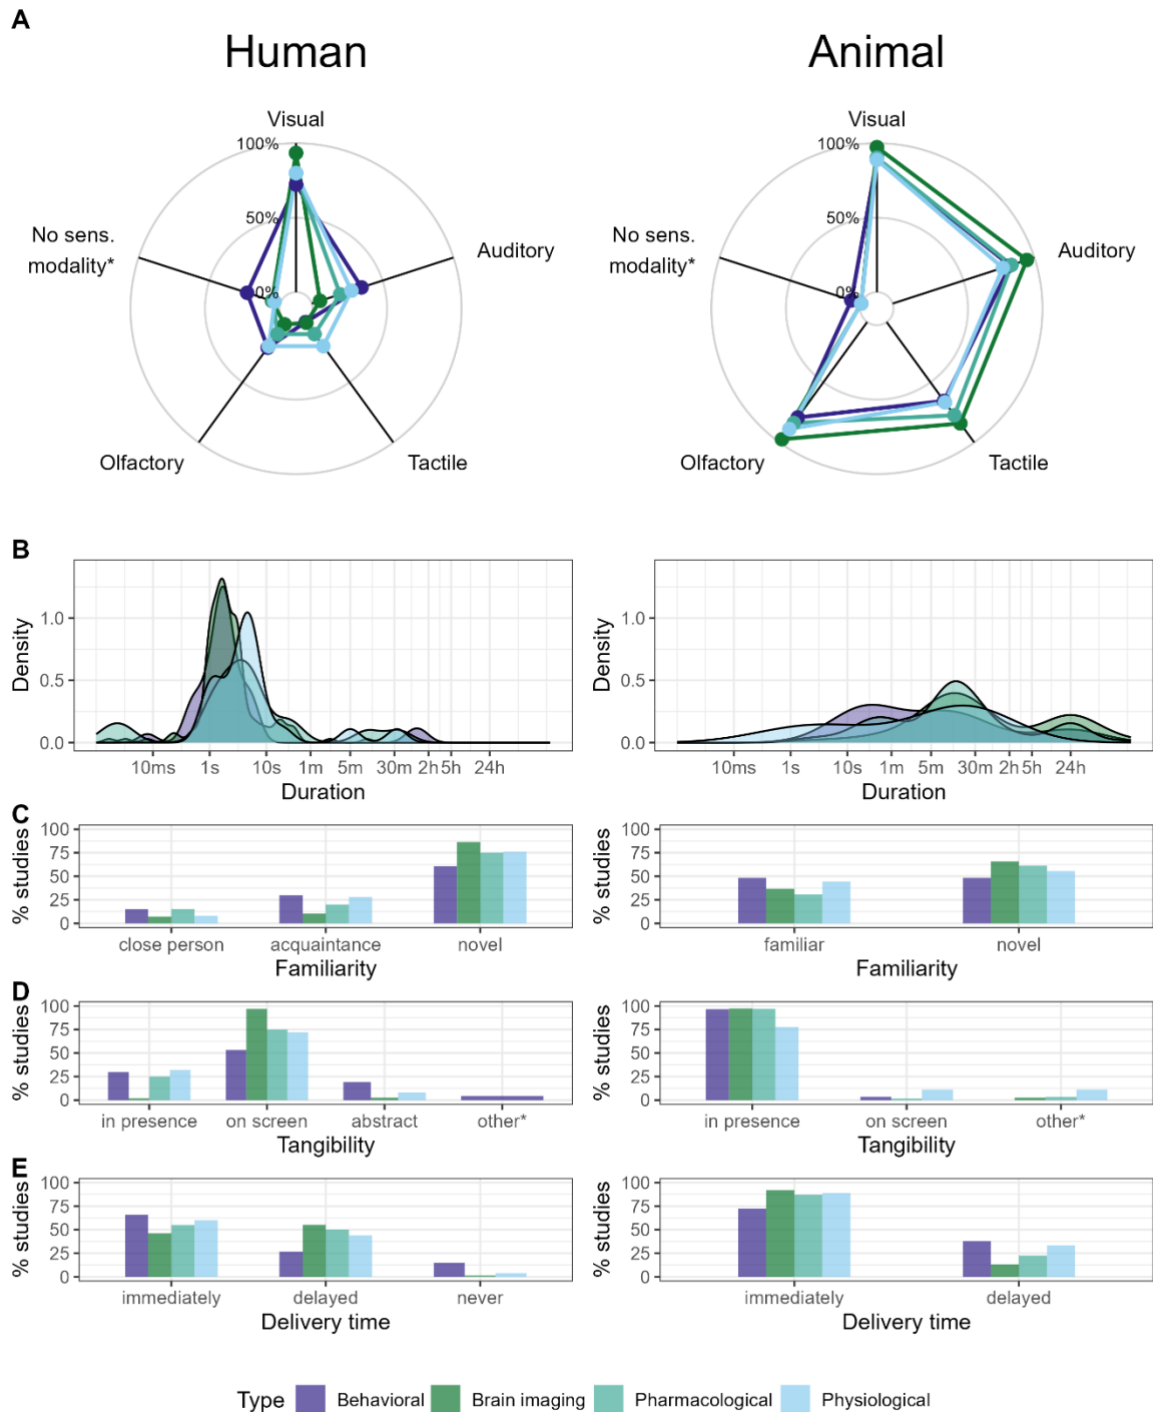 A
Human
Animal
Visual
100%
50%
0%
Auditory
No sens.
modality*
Olfactory
Tactile
Visual
100%
50%
0%
Auditory
No sens.
modality*
Olfactory
Tactile
B
Density
1.0
0.5
0.0
10ms 1s 10s 1m 5m 30m 2h 5h 24h
Duration
Density
1.0
0.5
0.0
10ms 1s 10s 1m 5m 30m 2h 5h 24h
Duration
C
% studies
100
75
50
25
0
close person acquaintance novel
Familiarity
% studies
100
75
50
25
0
familiar novel
Familiarity
D
% studies
100
75
50
25
0
in presence on screen abstract other*
Tangibility
% studies
100
75
50
25
0
in presence on screen other*
Tangibility
E
% studies
100
75
50
25
0
immediately delayed never
Delivery time
% studies
100
75
50
25
0
immediately delayed
Delivery time
Type Behavioral Brain imaging Pharmacological Physiological